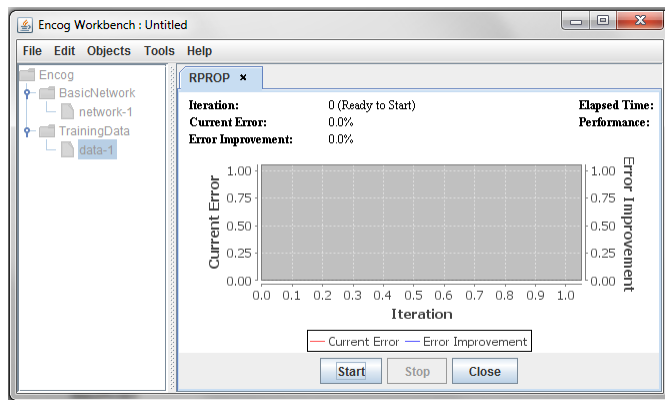 Encog Workbench : Untitled
File Edit Objects Tools Help
Encog
BasicNetwork
network-1
TrainingData
data-1
RPROP ×
Iteration: 0 (Ready to Start) Elapsed Time:
Current Error: 0.0% Performance:
Error Improvement: 0.0%
Current Error
1.00
0.75
0.50
0.25
0.00
1.00
0.75
0.50
0.25
0.00
Error Improvement
0.0 0.1 0.2 0.3 0.4 0.5 0.6 0.7 0.8 0.9 1.0
Iteration
Current Error Error Improvement
Start Stop Close